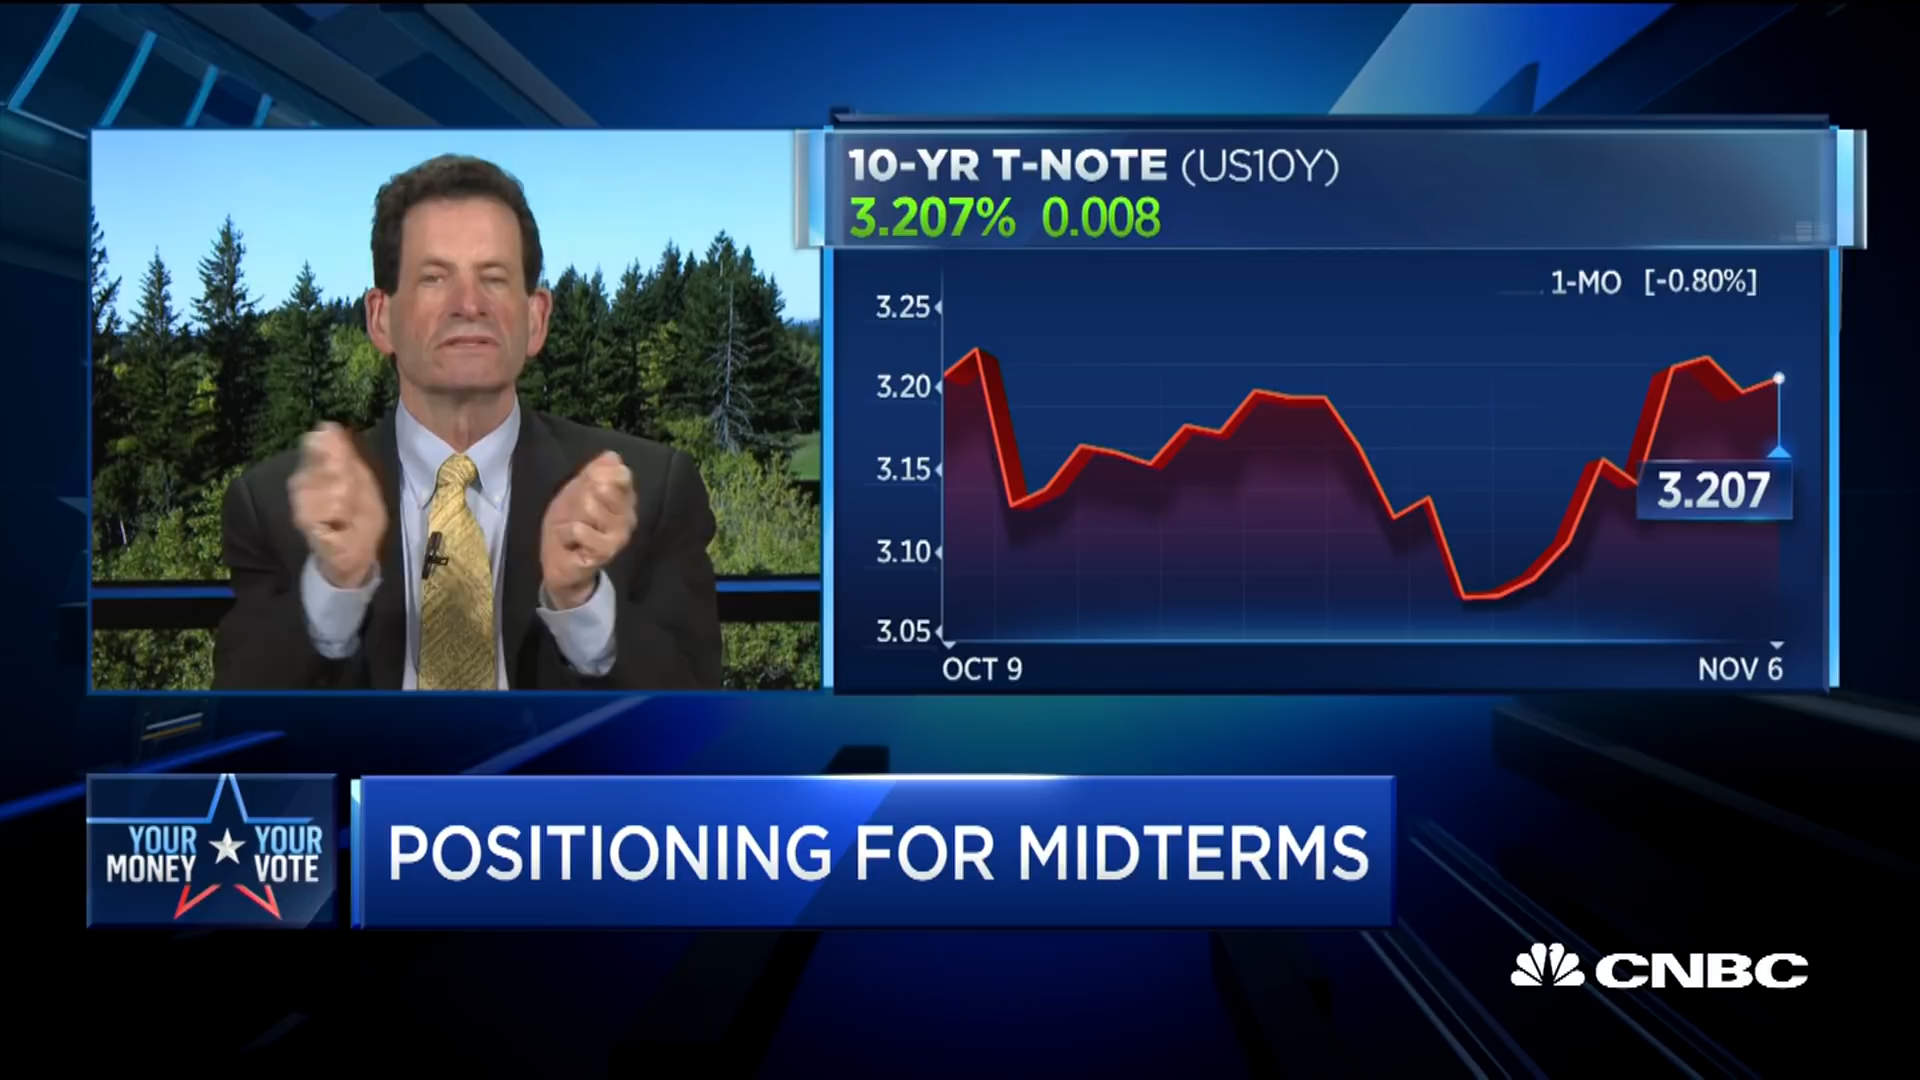 10-YR T-NOTE (US10Y)
3.207% 0.008
1-MO [-0.80%]
3.25
3.20
3.15
3.10
3.05
3.207
OCT 9
NOV 6
YOUR MONEY
YOUR VOTE
POSITIONING FOR MIDTERMS
CNBC